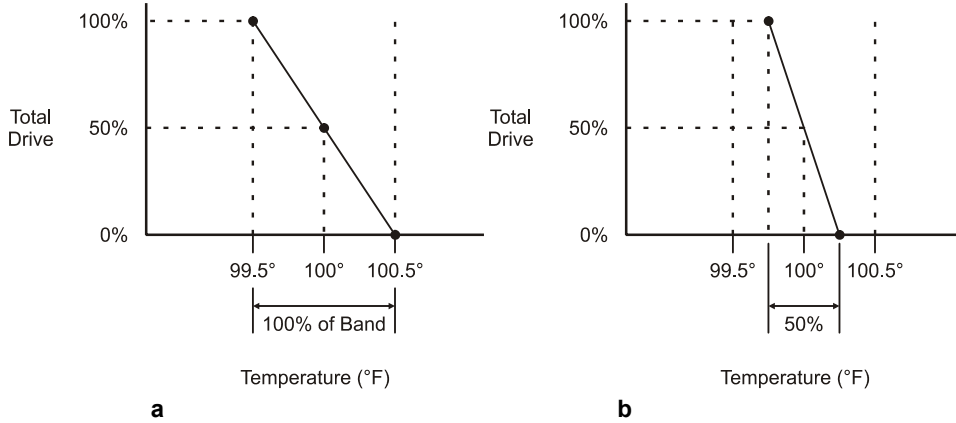 100%
Total
Drive
50%
0%
99.5°
100°
100.5°
100% of Band
Temperature (°F)
a
100%
Total
Drive
50%
0%
99.5°
100°
100.5°
50%
Temperature (°F)
b